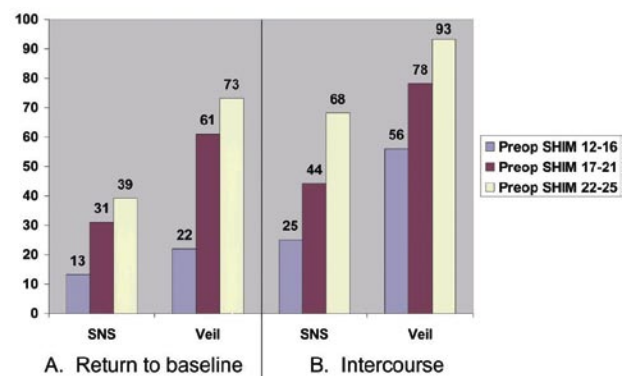 100
90
80
70
60
50
40
30
20
10
0
13
31
39
22
61
73
25
44
68
56
78
93
SNS
Veil
SNS
Veil
A. Return to baseline
B. Intercourse
Preop SHIM 12-16
Preop SHIM 17-21
Preop SHIM 22-25